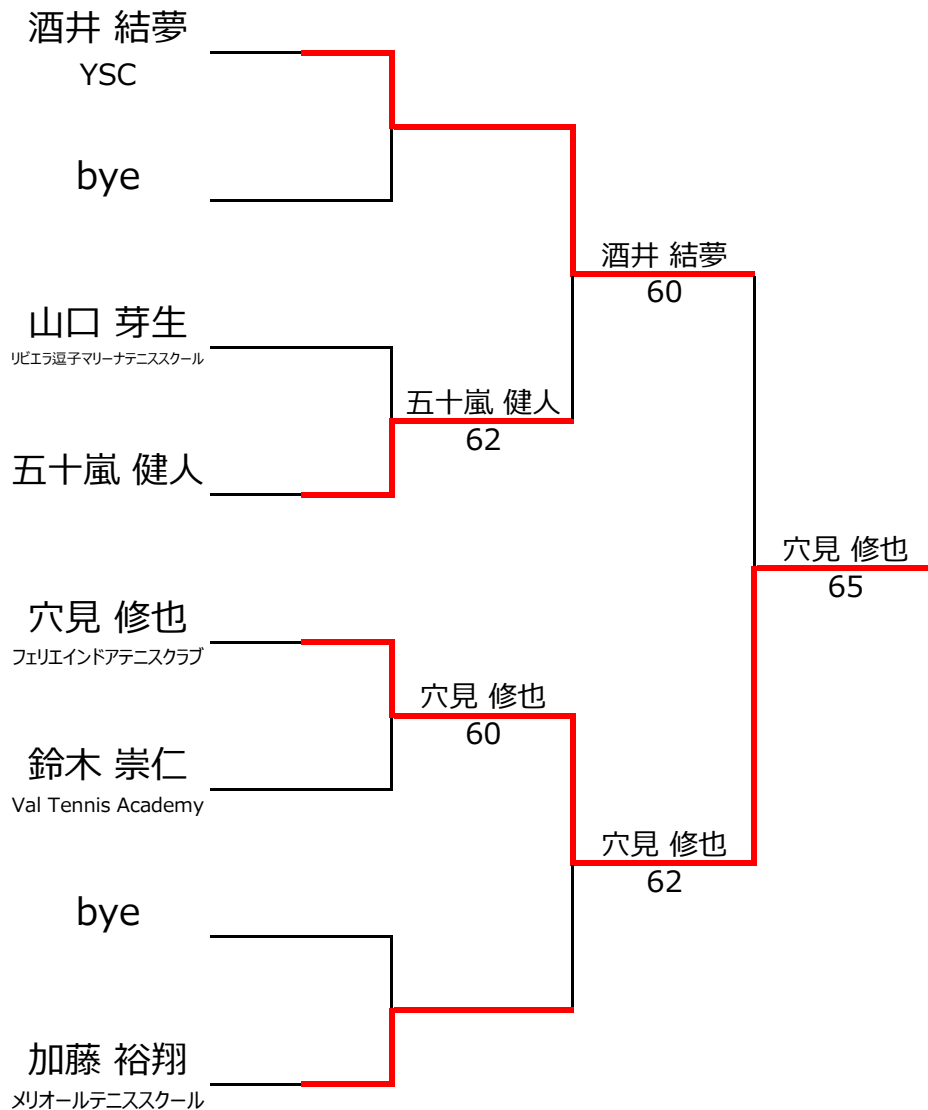 酒井 結夢
YSC
bye
山口 芽生
リビエラ逗子マリーナテニススクール
五十嵐 健人
穴見 修也
フェリエインドアテニスクラブ
鈴木 崇仁
Val Tennis Academy
bye
加藤 裕翔
メリオールテニススクール
五十嵐 健人
62
穴見 修也
60
酒井 結夢
60
穴見 修也
62
穴見 修也
65